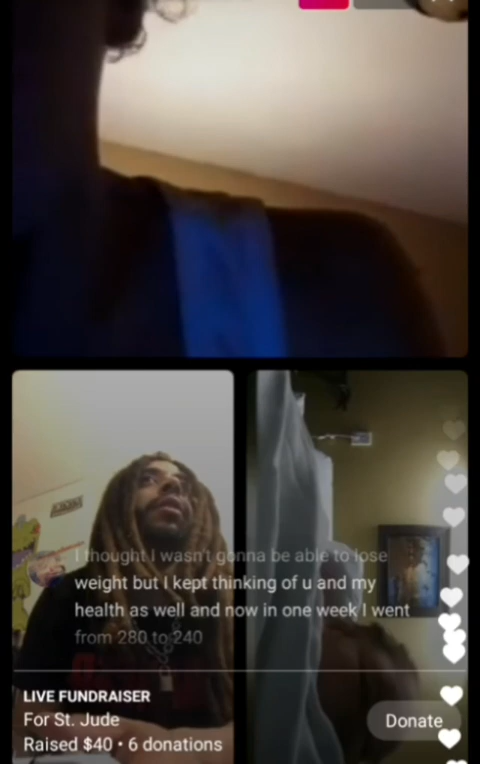 I thought I wasn't gonna be able to lose
weight but I kept thinking of u and my
health as well and now in one week I went
from 280 to 240
LIVE FUNDRAISER
For St. Jude
Raised $40 • 6 donations
Donate